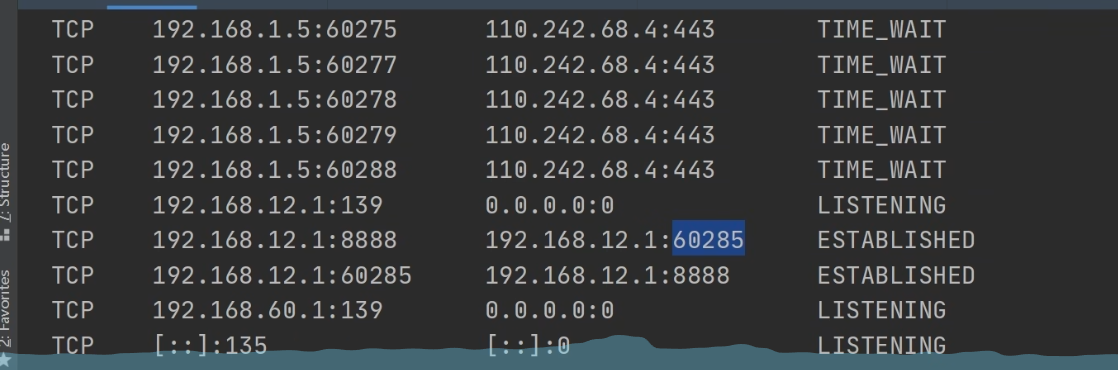 TCP 192.168.1.5:60275 110.242.68.4:443 TIME_WAIT
TCP 192.168.1.5:60277 110.242.68.4:443 TIME_WAIT
TCP 192.168.1.5:60278 110.242.68.4:443 TIME_WAIT
TCP 192.168.1.5:60279 110.242.68.4:443 TIME_WAIT
TCP 192.168.1.5:60288 110.242.68.4:443 TIME_WAIT
TCP 192.168.12.1:139 0.0.0.0:0 LISTENING
TCP 192.168.12.1:8888 192.168.12.1:60285 ESTABLISHED
TCP 192.168.12.1:60285 192.168.12.1:8888 ESTABLISHED
TCP 192.168.60.1:139 0.0.0.0:0 LISTENING
TCP [::]:135 [::]:0 LISTENING
7: Structure
2: Favorites